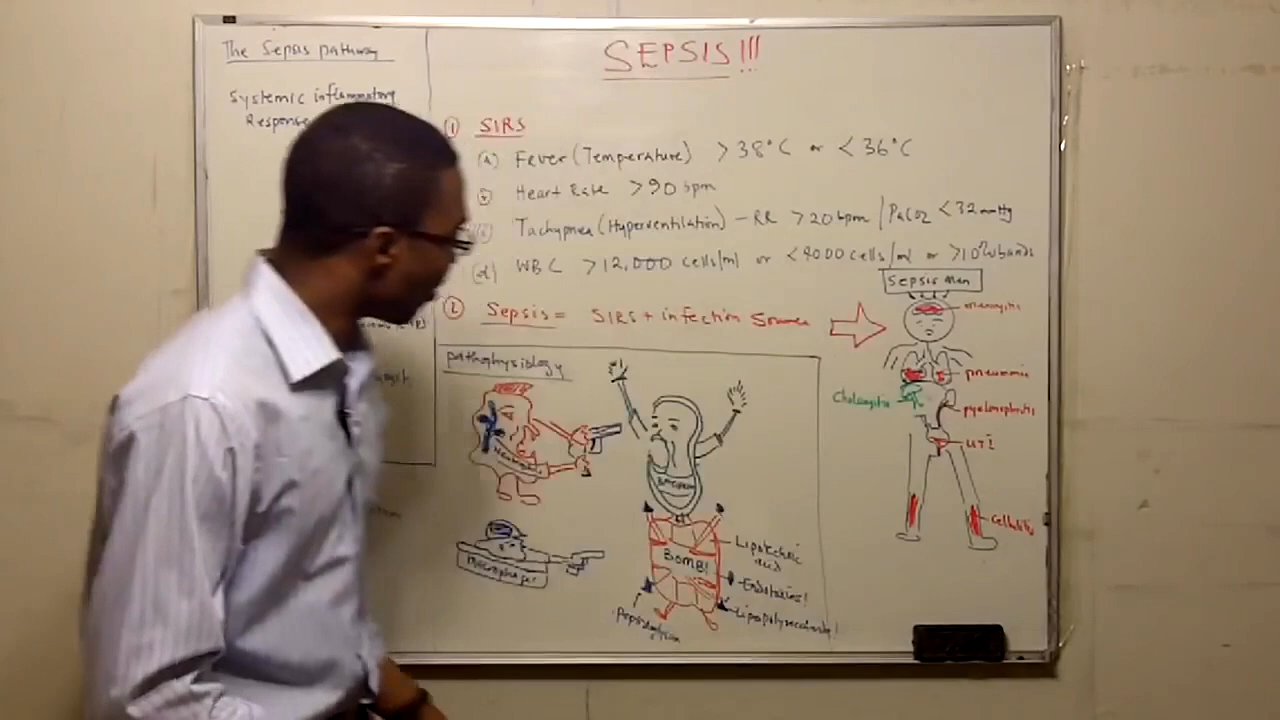 The Sepsis pathway
Systemic inflammatory
Response
SEPSIS!!!
① SIRS
(a) Fever (Temperature) >38°C or <36°C
Heart Rate >90 bpm
Tachypnea (Hyperventilation) - RR >20 bpm / PaCO2 <32 mmHg
(d) WBC >12,000 cells/ml or <4000 cells/ml or >10% bands
② Sepsis = SIRS + infection Source
Sepsis Man
meningitis
pneumonia
Cholangitis
pyelonephritis
UTI
Cellulitis
pathophysiology
Neutrophil
Bacterium
macrophage
BOMB!
Lipoteichoic
acid
Endotoxins!
Lipopolysaccharide!